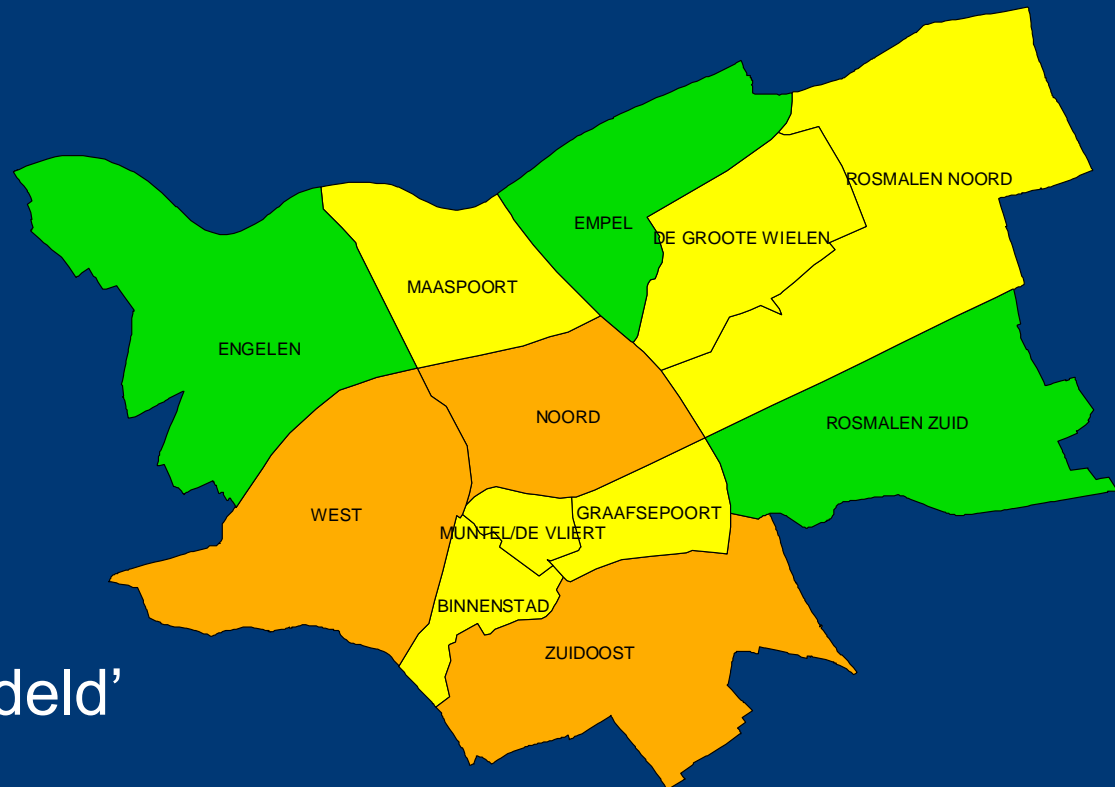 ROSMALEN NOORD
EMPEL
DE GROOTE WIELEN
MAASPOORT
ENGELEN
NOORD
ROSMALEN ZUID
WEST
GRAAFSEPOORT
MUNTEL/DE VLIERT
BINNENSTAD
ZUIDOOST
deld’